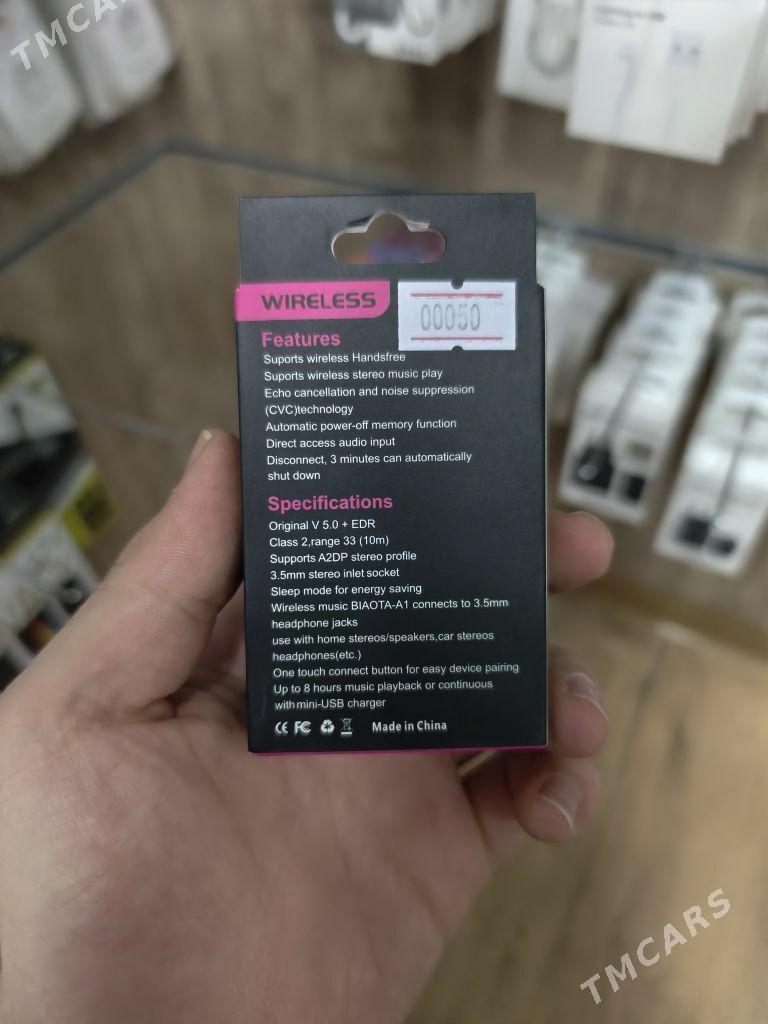 TMCARS
WIRELESS
00050
Features
Suports wireless Handsfree
Suports wireless stereo music play
Echo cancellation and noise suppression
(CVC)technology
Automatic power-off memory function
Direct access audio input
Disconnect, 3 minutes can automatically
shut down
Specifications
Original V 5.0 + EDR
Class 2,range 33 (10m)
Supports A2DP stereo profile
3.5mm stereo inlet socket
Sleep mode for energy saving
Wireless music BIAOTA-A1 connects to 3.5mm
headphone jacks
use with home stereos/speakers,car stereos
headphones(etc.)
One touch connect button for easy device pairing
Up to 8 hours music playback or continuous
with mini-USB charger
CE FC Made in China
TMCARS